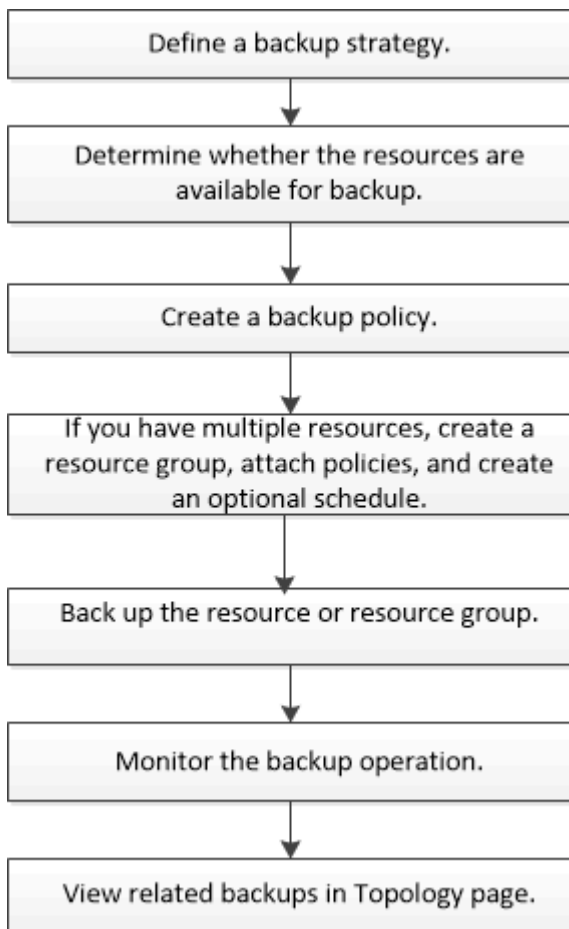 Define a backup strategy.
Determine whether the resources are
available for backup.
Create a backup policy.
If you have multiple resources, create a
resource group, attach policies, and create
an optional schedule.
Back up the resource or resource group.
Monitor the backup operation.
View related backups in Topology page.